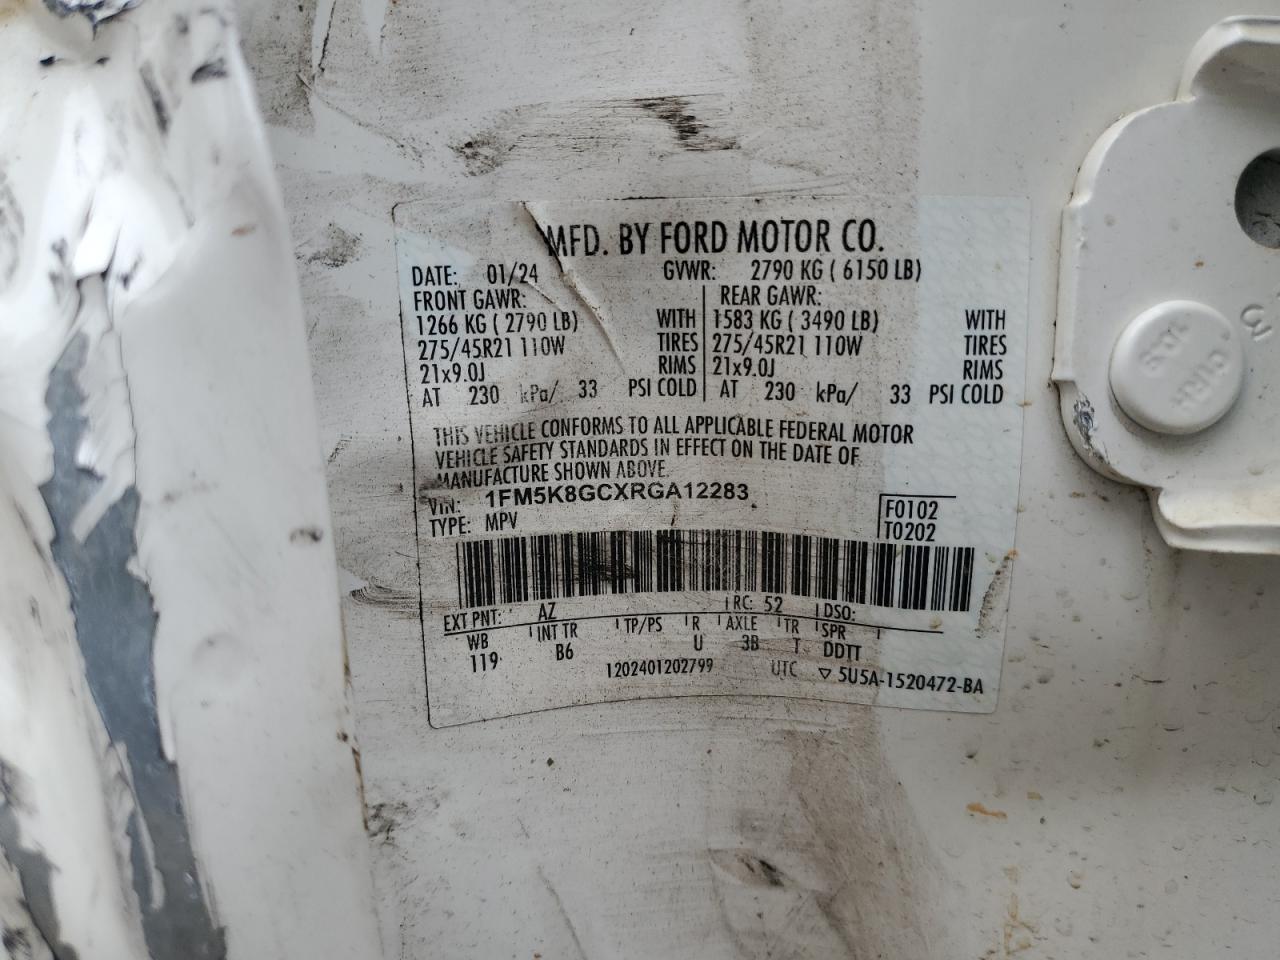 MFD. BY FORD MOTOR CO.
DATE: 01/24 GVWR: 2790 KG ( 6150 LB)
FRONT GAWR: REAR GAWR:
1266 KG ( 2790 LB) WITH 1583 KG ( 3490 LB) WITH
275/45R21 110W TIRES 275/45R21 110W TIRES
21x9.0J RIMS 21x9.0J RIMS
AT 230 kPa/ 33 PSI COLD AT 230 kPa/ 33 PSI COLD
THIS VEHICLE CONFORMS TO ALL APPLICABLE FEDERAL MOTOR
VEHICLE SAFETY STANDARDS IN EFFECT ON THE DATE OF
MANUFACTURE SHOWN ABOVE.
VIN: 1FM5K8GCXRGA12283
TYPE: MPV
F0102
T0202
EXT PNT: AZ RC: 52 DSO:
WB INT TR TP/PS R AXLE TR SPR
119 B6 U 3B T DDTT
1202401202799 UTC ▽ 5U5A-1520472-BA
10.9